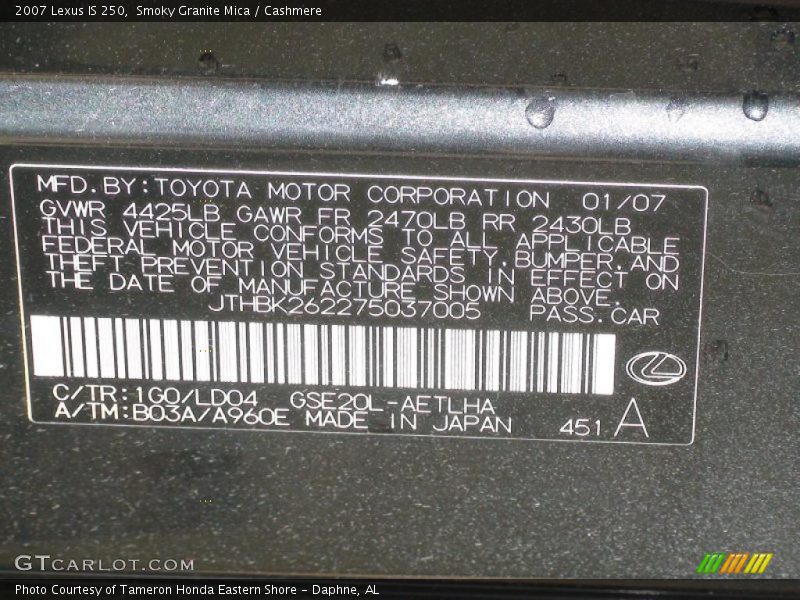 2007 Lexus IS 250, Smoky Granite Mica / Cashmere
MFD.BY:TOYOTA MOTOR CORPORATION 01/07
GVWR 4425LB GAWR FR 2470LB RR 2430LB
THIS VEHICLE CONFORMS TO ALL APPLICABLE
FEDERAL MOTOR VEHICLE SAFETY,BUMPER AND
THEFT PREVENTION STANDARDS IN EFFECT ON
THE DATE OF MANUFACTURE SHOWN ABOVE.
JTHBK262275037005 PASS.CAR
C/TR:1G0/LD04 GSE20L-AETLHA
A/TM:B03A/A960E MADE IN JAPAN 451 A
GTCARLOT.COM
Photo Courtesy of Tameron Honda Eastern Shore - Daphne, AL